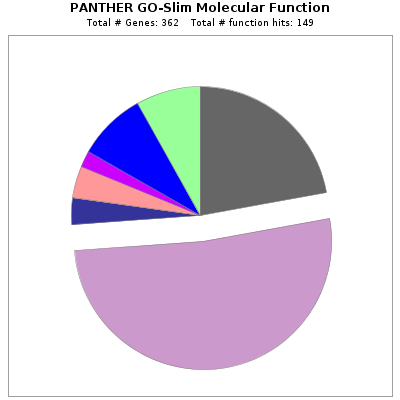 PANTHER GO-Slim Molecular Function
Total # Genes: 362 Total # function hits: 149